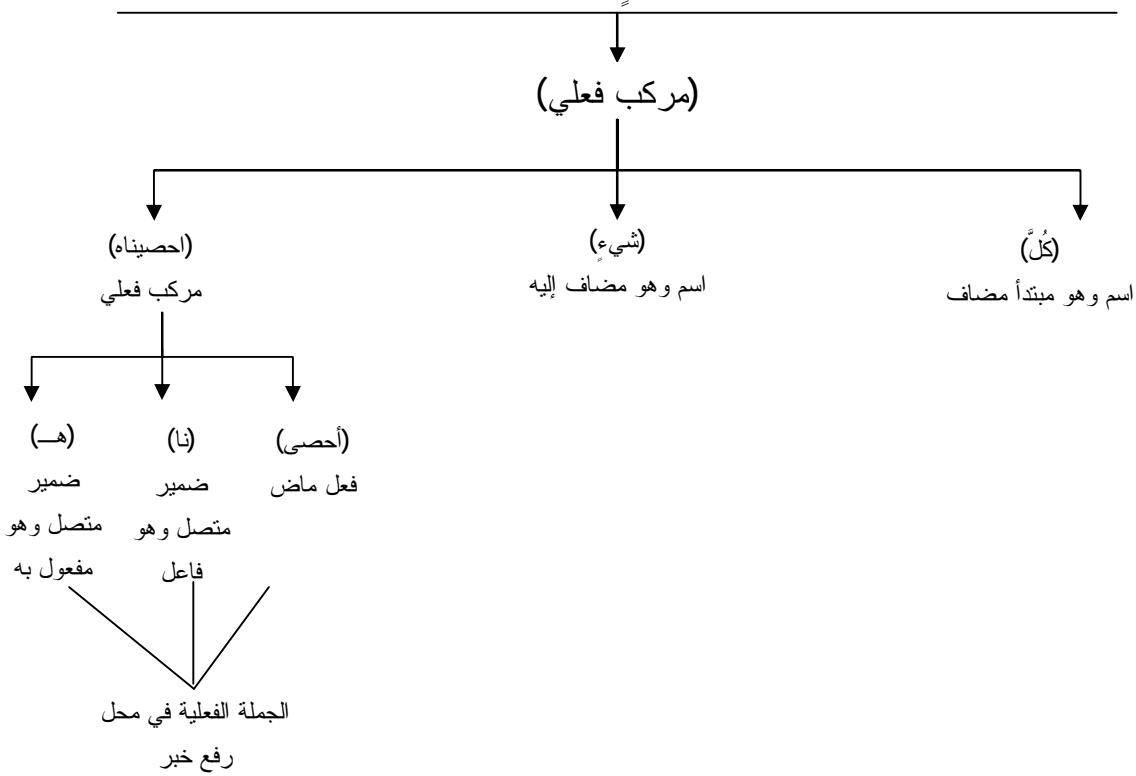 (مركب فعلي)
(كُلَّ)
اسم وهو مبتدأ مضاف
(شيءٍ)
اسم وهو مضاف إليه
(احصيناه)
مركب فعلي
(أحصى)
فعل ماض
(نا)
ضمير
متصل وهو
فاعل
(هـ)
ضمير
متصل وهو
مفعول به
الجملة الفعلية في محل
رفع خبر